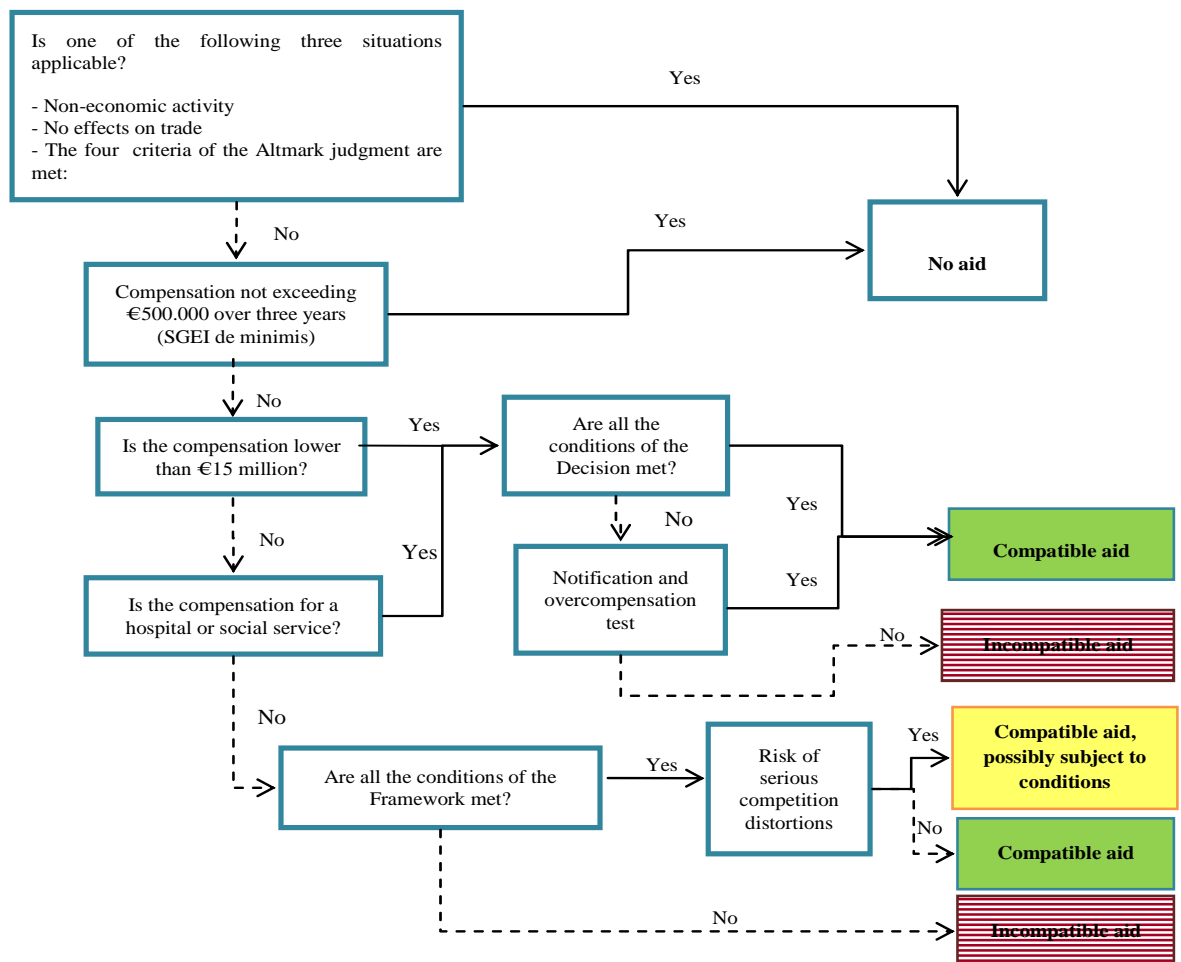 Is one of the following three situations
applicable?
- Non-economic activity
- No effects on trade
- The four criteria of the Altmark judgment are
met:
Yes
No
Yes
No aid
Compensation not exceeding
€500.000 over three years
(SGEI de minimis)
No
Is the compensation lower
than €15 million?
Yes
Are all the
conditions of the
Decision met?
No
Yes
No
Yes
Compatible aid
Is the compensation for a
hospital or social service?
Notification and
overcompensation
test
Yes
No
Incompatible aid
No
Are all the conditions of the
Framework met?
Yes
Risk of
serious
competition
distortions
Yes
Compatible aid,
possibly subject to
conditions
No
Compatible aid
No
Incompatible aid